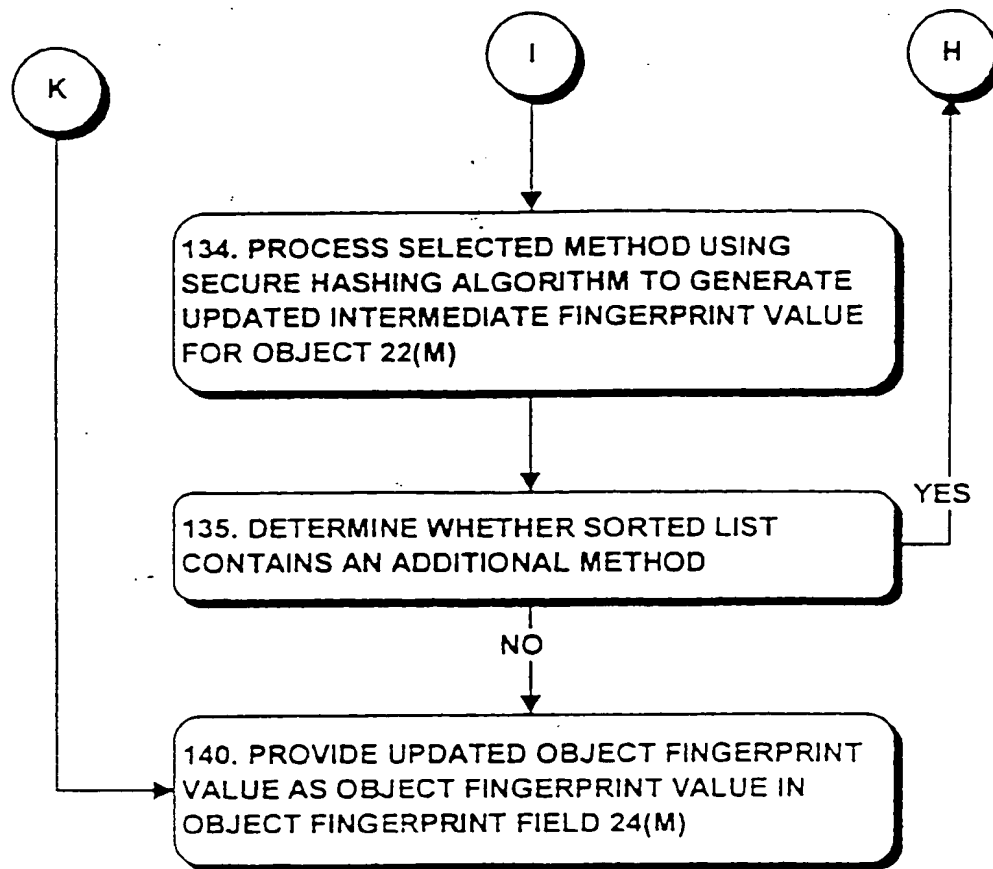 K
I
H
134. PROCESS SELECTED METHOD USING
SECURE HASHING ALGORITHM TO GENERATE
UPDATED INTERMEDIATE FINGERPRINT VALUE
FOR OBJECT 22(M)
YES
135. DETERMINE WHETHER SORTED LIST
CONTAINS AN ADDITIONAL METHOD
NO
140. PROVIDE UPDATED OBJECT FINGERPRINT
VALUE AS OBJECT FINGERPRINT VALUE IN
OBJECT FINGERPRINT FIELD 24(M)